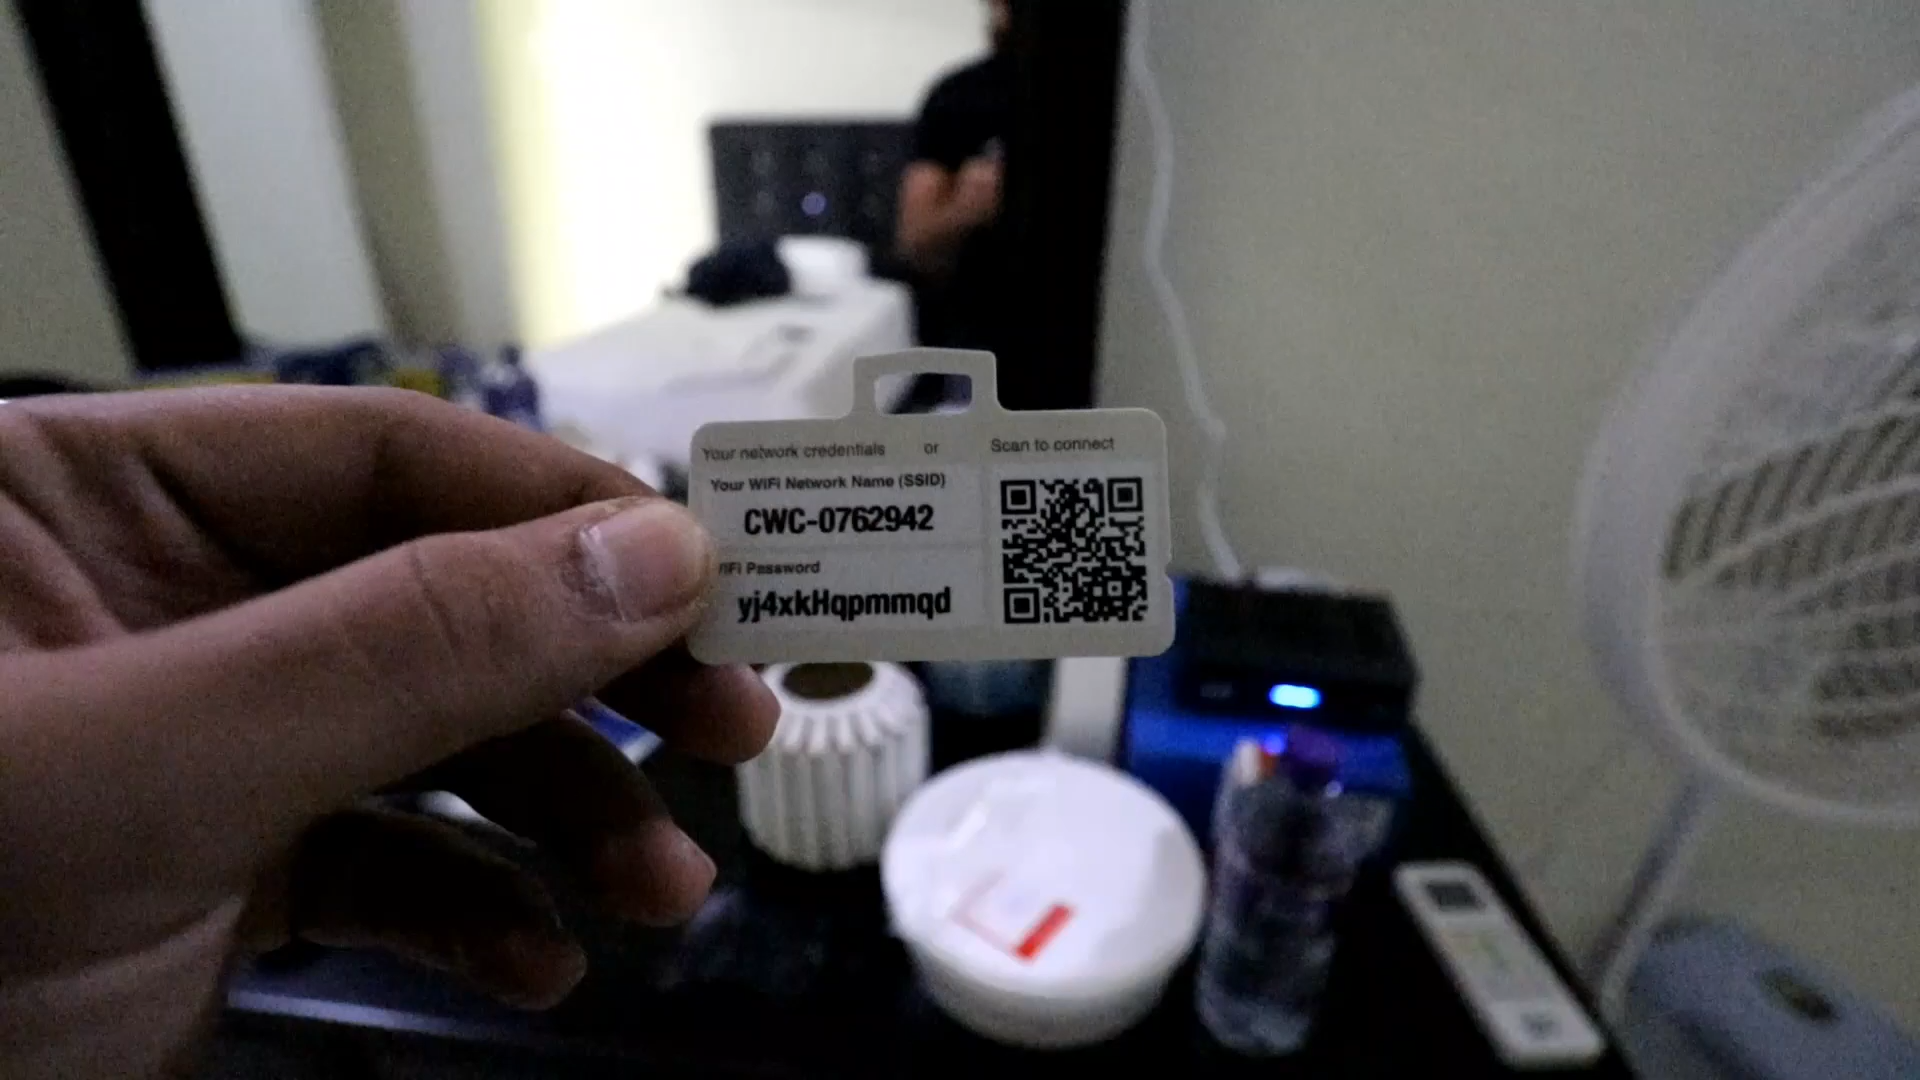 Your network credentials or Scan to connect
Your WiFi Network Name (SSID)
CWC-0762942
WiFi Password
yj4xkHqpmmqd